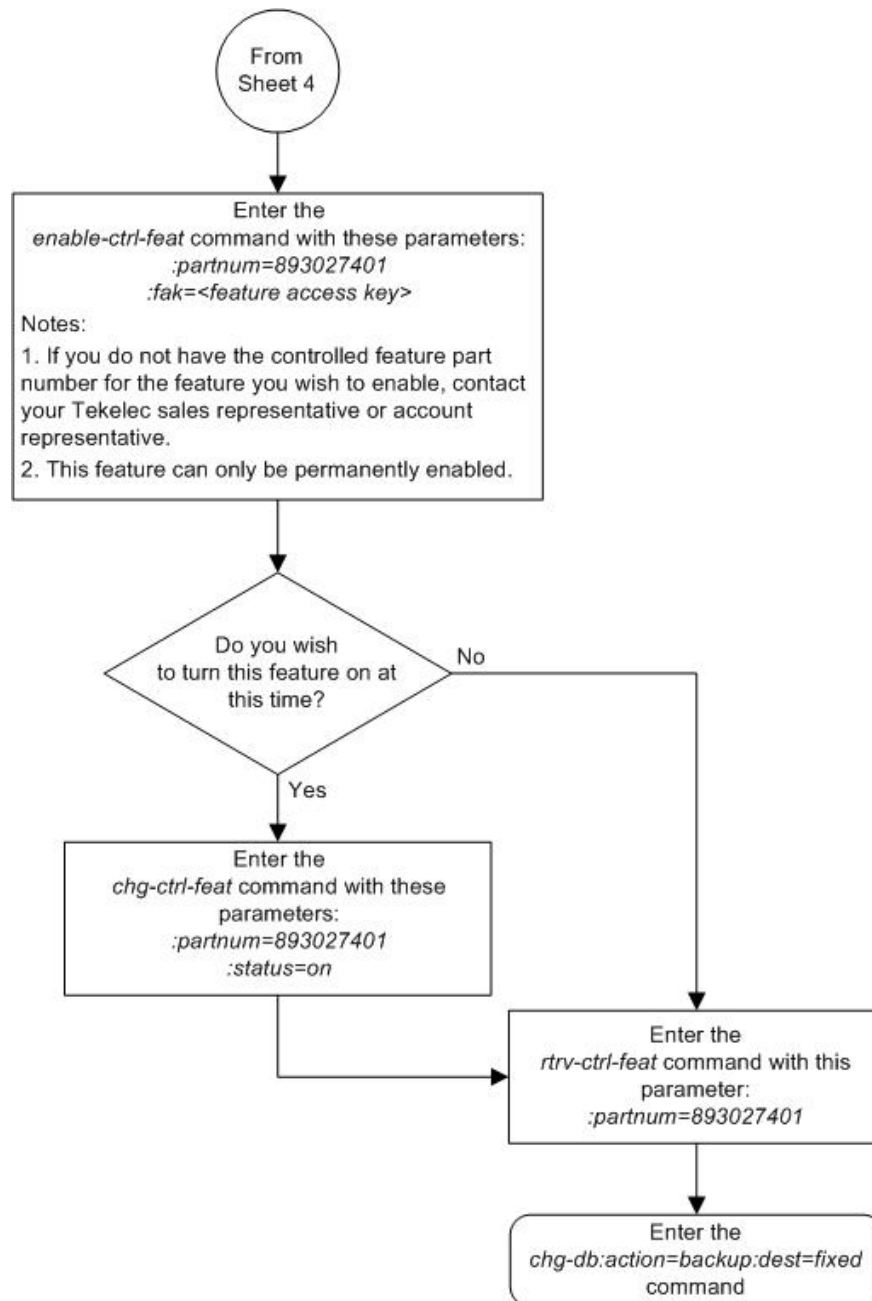 From
Sheet 4
Enter the
enable-ctrl-feat command with these parameters:
:partnum=893027401
:fak=<feature access key>
Notes:
1. If you do not have the controlled feature part
number for the feature you wish to enable, contact
your Tekelec sales representative or account
representative.
2. This feature can only be permanently enabled.
Do you wish
to turn this feature on at
this time?
No
Yes
Enter the
chg-ctrl-feat command with these
parameters:
:partnum=893027401
:status=on
Enter the
rtrv-ctrl-feat command with this
parameter:
:partnum=893027401
Enter the
chg-db:action=backup:dest=fixed
command